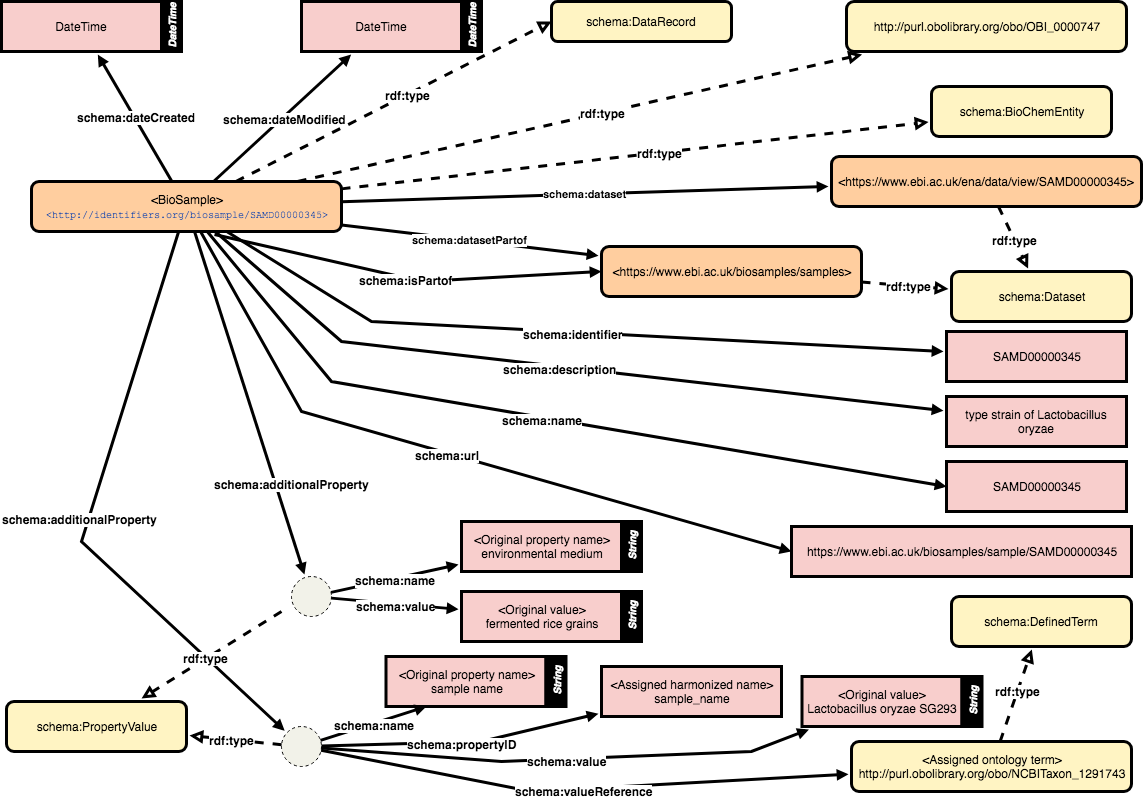 DateTime
DateTime
DateTime
DateTime
schema:DataRecord
http://purl.obolibrary.org/obo/OBI_0000747
rdf:type
rdf:type
schema:dateCreated
schema:dateModified
schema:BioChemEntity
rdf:type
<BioSample>
<http://identifiers.org/biosample/SAMD00000345>
schema:dataset
<https://www.ebi.ac.uk/ena/data/view/SAMD00000345>
rdf:type
schema:datasetPartof
schema:isPartof
<https://www.ebi.ac.uk/biosamples/samples>
rdf:type
schema:Dataset
schema:identifier
SAMD00000345
schema:description
type strain of Lactobacillus
oryzae
schema:name
schema:url
SAMD00000345
schema:additionalProperty
schema:additionalProperty
<Original property name>
environmental medium
String
https://www.ebi.ac.uk/biosamples/sample/SAMD00000345
schema:name
schema:value
<Original value>
fermented rice grains
String
schema:DefinedTerm
rdf:type
<Original property name>
sample name
String
<Assigned harmonized name>
sample_name
<Original value>
Lactobacillus oryzae SG293
String
rdf:type
schema:PropertyValue
rdf:type
schema:name
schema:propertyID
schema:value
schema:valueReference
<Assigned ontology term>
http://purl.obolibrary.org/obo/NCBITaxon_1291743